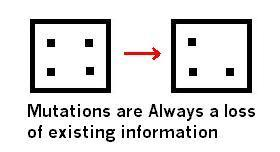 Mutations are Always a loss
of existing information